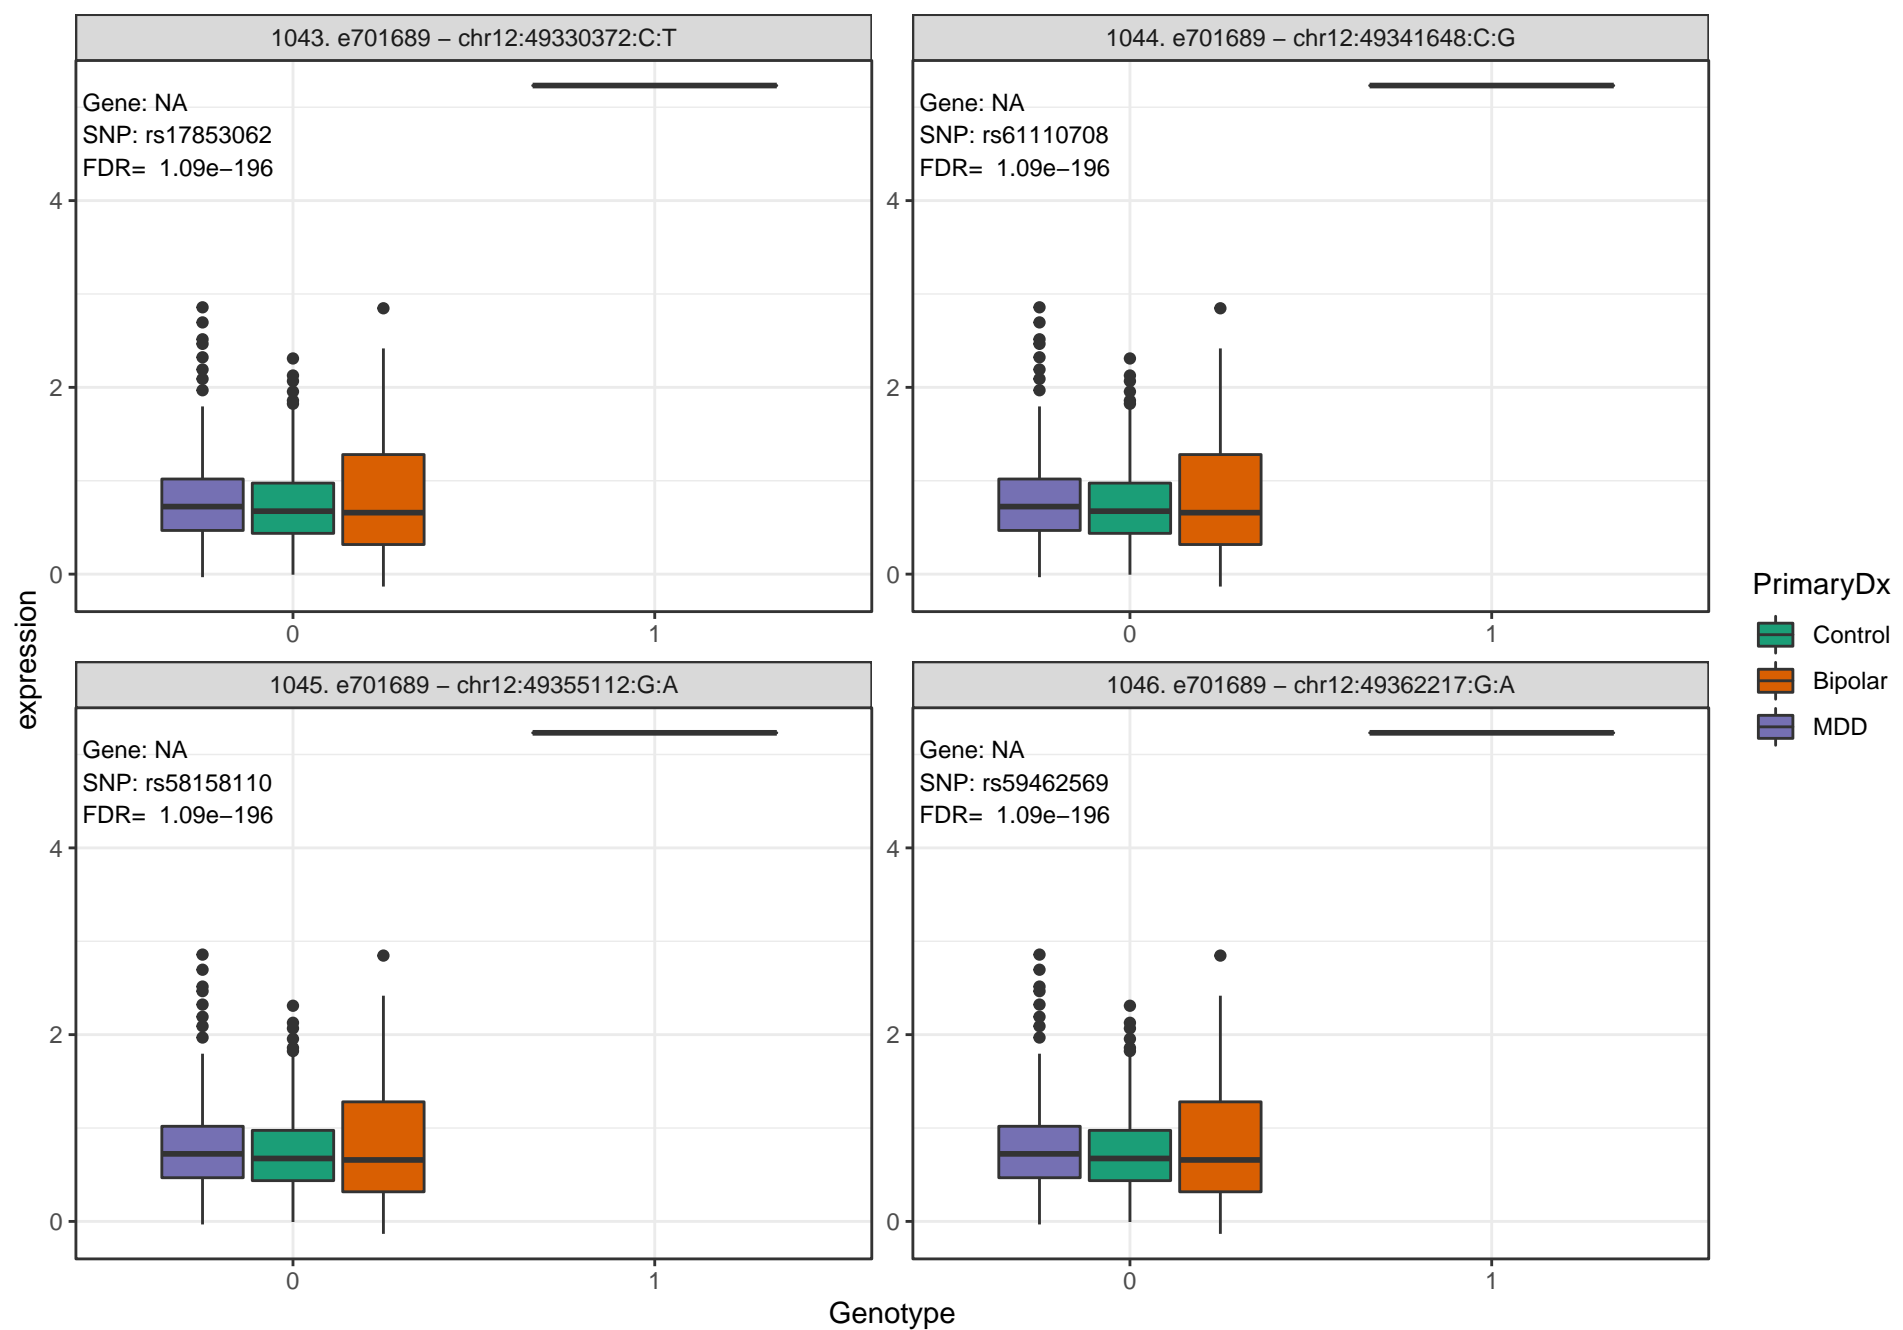 1043. e701689 − chr12:49330372:C:T
1044. e701689 − chr12:49341648:C:G
Gene: NA
SNP: rs17853062
FDR=  1.09e−196
Gene: NA
SNP: rs61110708
FDR=  1.09e−196
4
2
0
4
2
0
0
1
0
1
1045. e701689 − chr12:49355112:G:A
1046. e701689 − chr12:49362217:G:A
Gene: NA
SNP: rs58158110
FDR=  1.09e−196
Gene: NA
SNP: rs59462569
FDR=  1.09e−196
4
2
0
4
2
0
0
1
0
1
expression
Genotype
PrimaryDx
Control
Bipolar
MDD